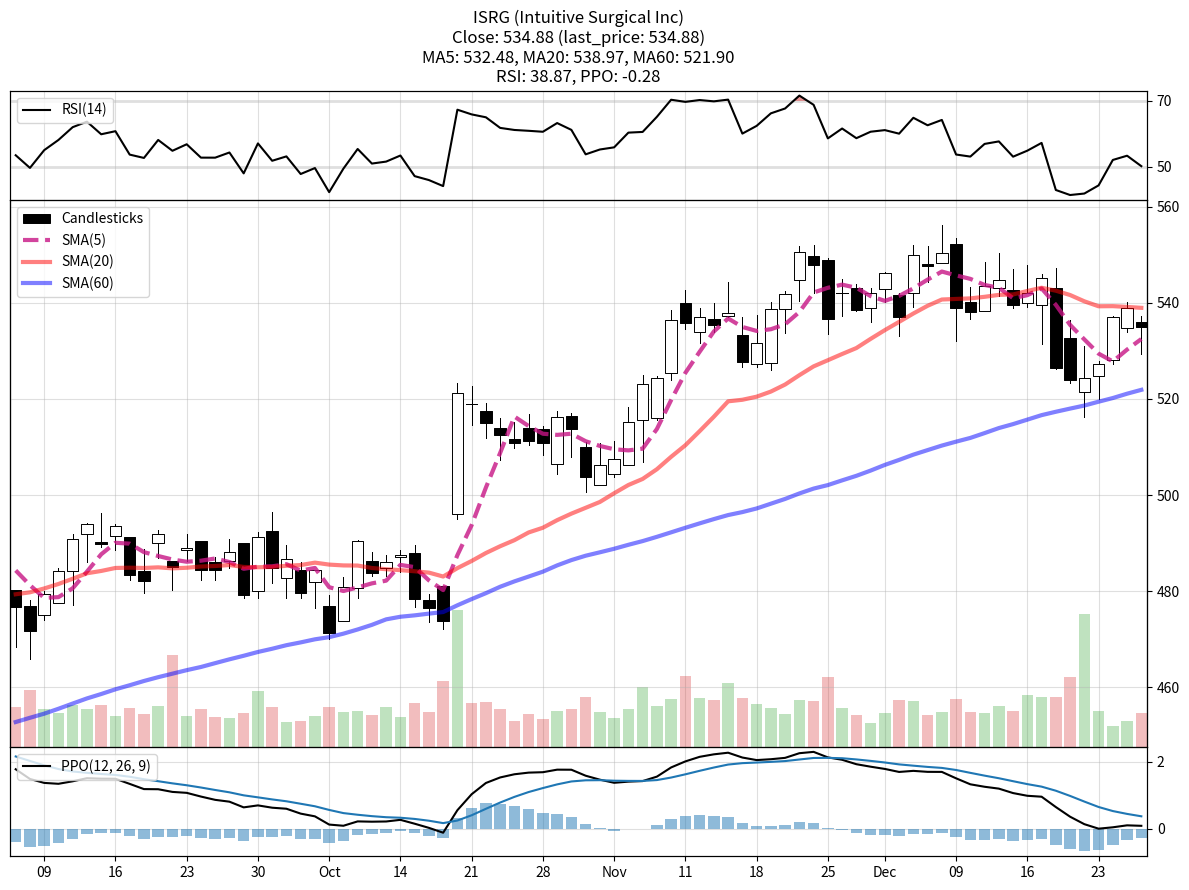 ISRG (Intuitive Surgical Inc)
Close: 534.88 (last_price: 534.88)
MA5: 532.48, MA20: 538.97, MA60: 521.90
RSI: 38.87, PPO: -0.28
RSI(14)
70
50
Candlesticks
SMA(5)
SMA(20)
SMA(60)
560
540
520
500
480
460
PPO(12, 26, 9)
2
0
09 16 23 30 Oct 14 21 28 Nov 11 18 25 Dec 09 16 23